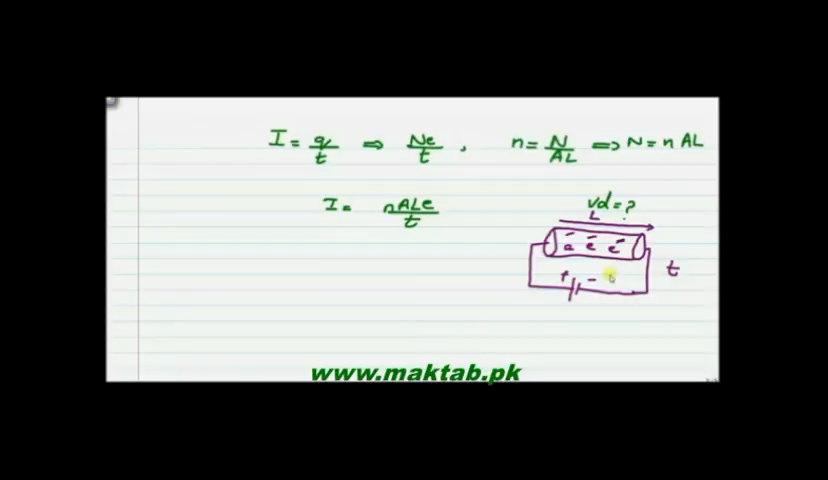 I = q/t ⇒ Ne/t , n = N/AL ⇒ N = n AL
I = nALe/t
vd = ?
L
e⁻ e⁻ e⁻
t
+ −
www.maktab.pk